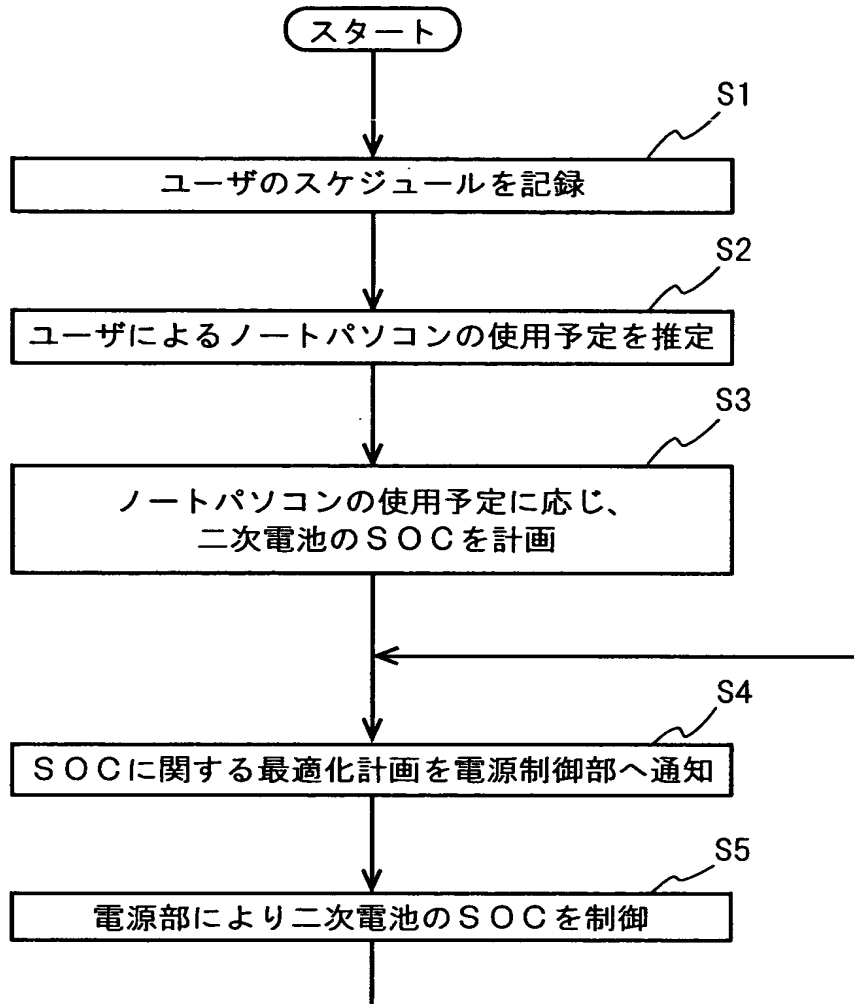 スタート
S1
ユーザのスケジュールを記録
S2
ユーザによるノートパソコンの使用予定を推定
S3
ノートパソコンの使用予定に応じ、
二次電池のSOCを計画
S4
SOCに関する最適化計画を電源制御部へ通知
S5
電源部により二次電池のSOCを制御